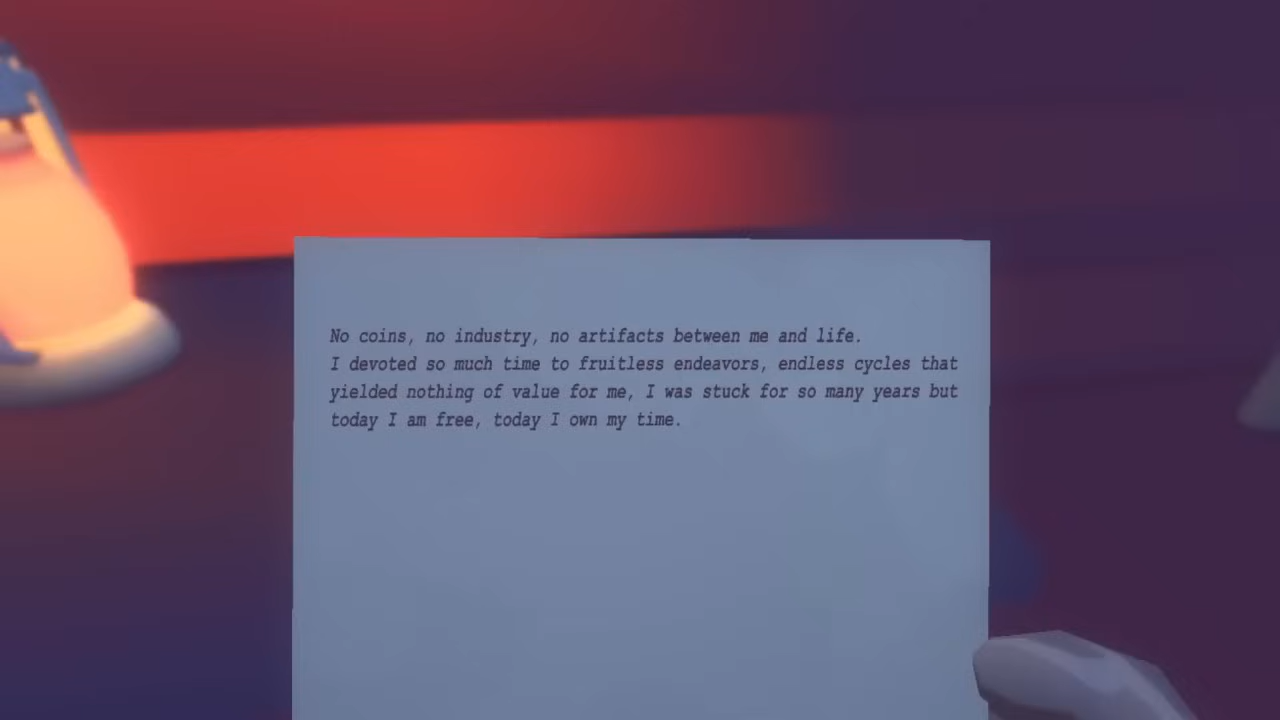 No coins, no industry, no artifacts between me and life.
I devoted so much time to fruitless endeavors, endless cycles that
yielded nothing of value for me, I was stuck for so many years but
today I am free, today I own my time.